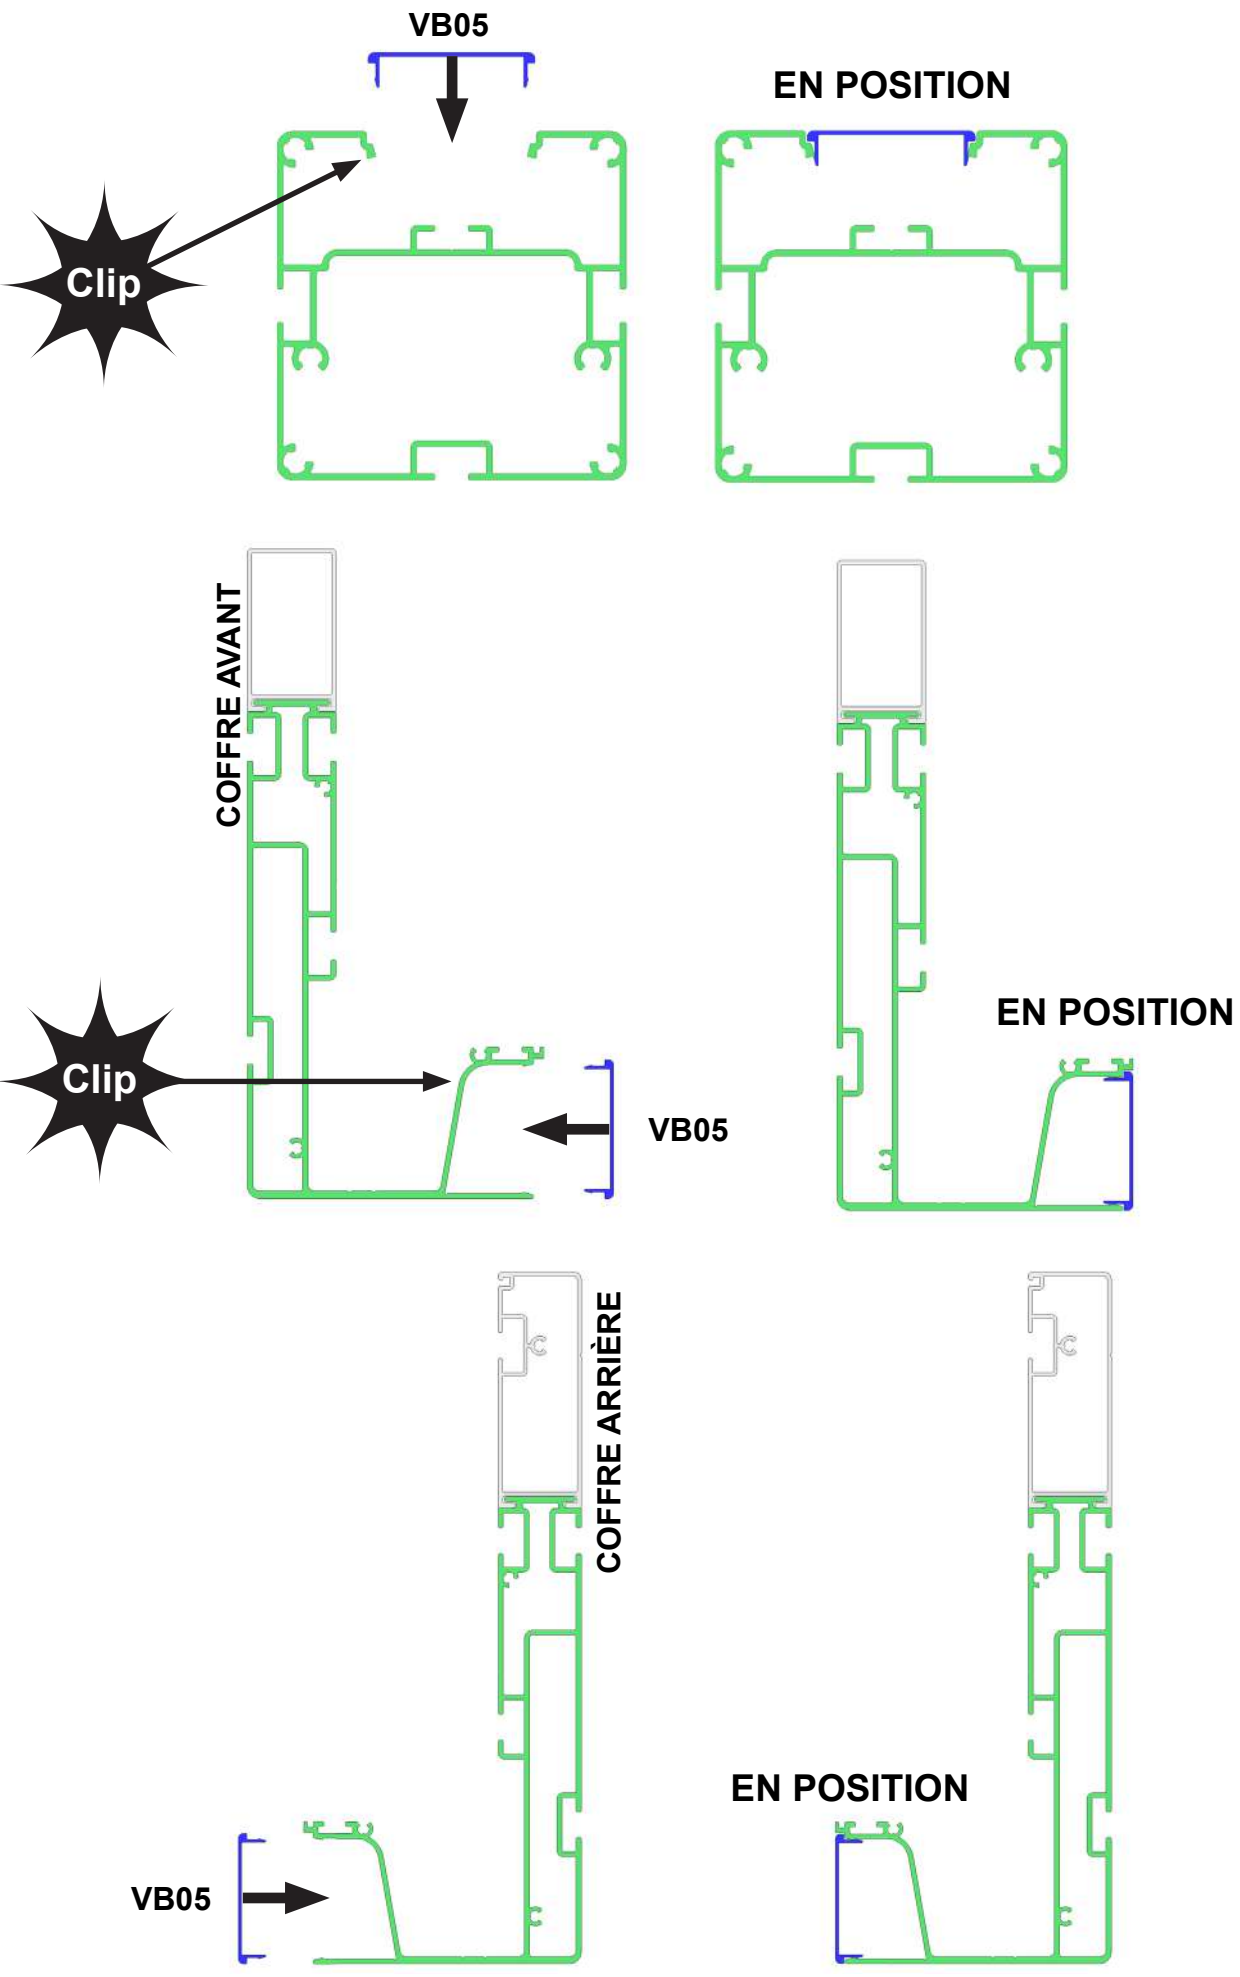 VB05
EN POSITION
Clip
COFFRE AVANT
EN POSITION
Clip
VB05
COFFRE ARRIÈRE
EN POSITION
VB05